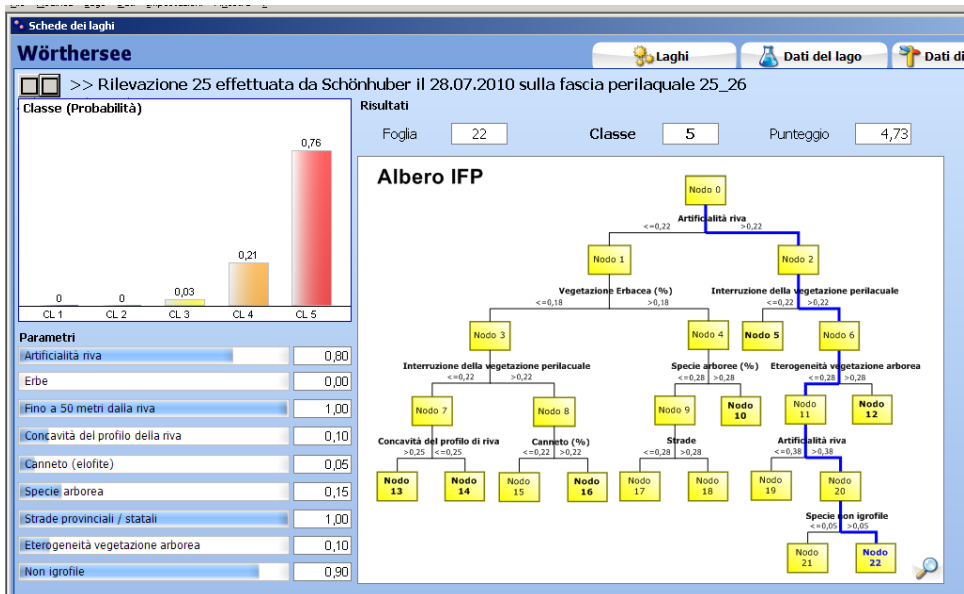 Schede dei laghi
Wörthersee
Laghi
Dati del lago
Dati di
>> Rilevazione 25 effettuata da Schönhuber il 28.07.2010 sulla fascia perilaquale 25_26
Classe (Probabilità)
0,76
0,21
0,03
0
0
CL 1
CL 2
CL 3
CL 4
CL 5
Parametri
Artificialità riva 0,80
Erbe 0,00
Fino a 50 metri dalla riva 1,00
Concavità del profilo della riva 0,10
Canneto (elofite) 0,05
Specie arborea 0,15
Strade provinciali / statali 1,00
Eterogeneità vegetazione arborea 0,10
Non igrofile 0,90
Risultati
Foglia 22 Classe 5 Punteggio 4,73
Albero IFP
Nodo 0
Artificialità riva
<=0,22 >0,22
Nodo 1 Nodo 2
Vegetazione Erbacea (%) Interruzione della vegetazione perilacuale
<=0,18 >0,18 <=0,22 >0,22
Nodo 3 Nodo 4 Nodo 5 Nodo 6
Interruzione della vegetazione perilacuale Specie arboree (%) Eterogeneità vegetazione arborea
<=0,22 >0,22 <=0,28 >0,28 <=0,28 >0,28
Nodo 7 Nodo 8 Nodo 9 Nodo 10 Nodo 11 Nodo 12
Concavità del profilo di riva Canneto (%) Strade Artificialità riva
>0,25 <=0,25 <=0,22 >0,22 <=0,28 >0,28 <=0,38 >0,38
Nodo 13 Nodo 14 Nodo 15 Nodo 16 Nodo 17 Nodo 18 Nodo 19 Nodo 20
Specie non igrofile
<=0,05 >0,05
Nodo 21 Nodo 22